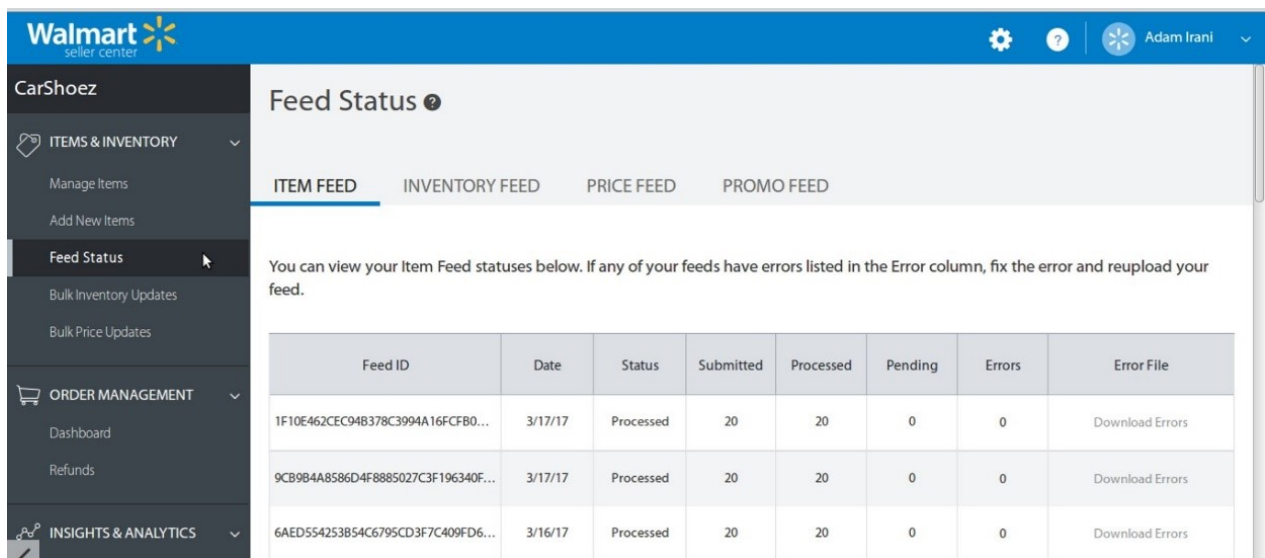 Walmart
seller center
?
Adam Irani
CarShoez
ITEMS & INVENTORY
Manage Items
Add New Items
Feed Status
Bulk Inventory Updates
Bulk Price Updates
ORDER MANAGEMENT
Dashboard
Refunds
INSIGHTS & ANALYTICS
Feed Status ?
ITEM FEED INVENTORY FEED PRICE FEED PROMO FEED
You can view your Item Feed statuses below. If any of your feeds have errors listed in the Error column, fix the error and reupload your
feed.
Feed ID Date Status Submitted Processed Pending Errors Error File
1F10E462CEC94B378C3994A16FCFB0... 3/17/17 Processed 20 20 0 0 Download Errors
9CB9B4A8586D4F8885027C3F196340F... 3/17/17 Processed 20 20 0 0 Download Errors
6AED554253B54C6795CD3F7C409FD6... 3/16/17 Processed 20 20 0 0 Download Errors